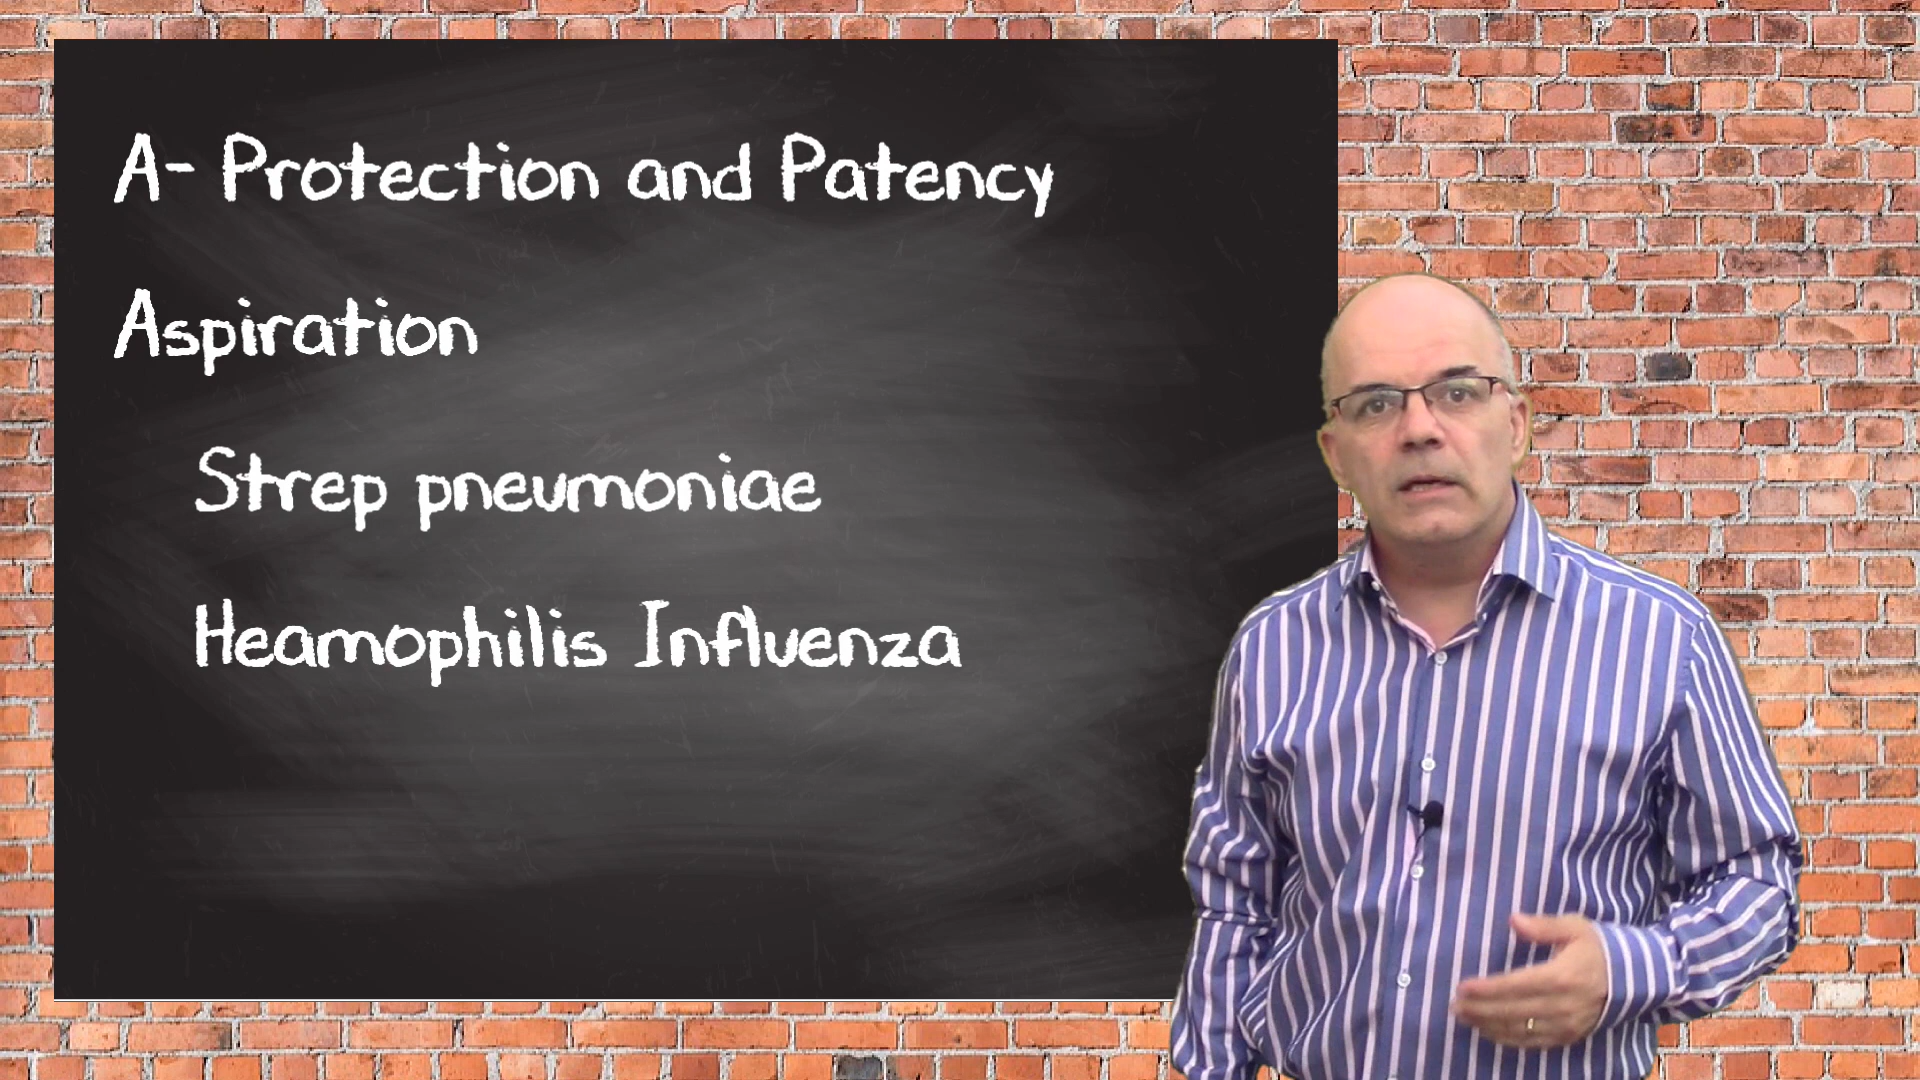 A- Protection and Patency
Aspiration
Strep pneumoniae
Heamophilis Influenza